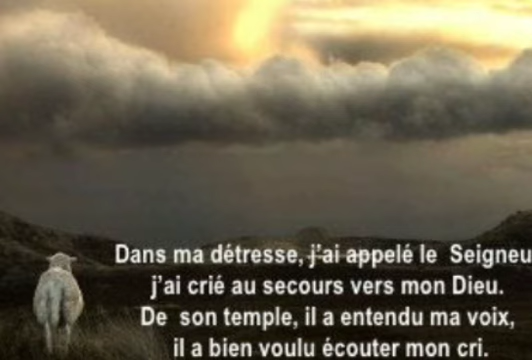 Dans ma détresse, j'ai appelé le Seigneu
j'ai crié au secours vers mon Dieu.
De son temple, il a entendu ma voix,
il a bien voulu écouter mon cri.